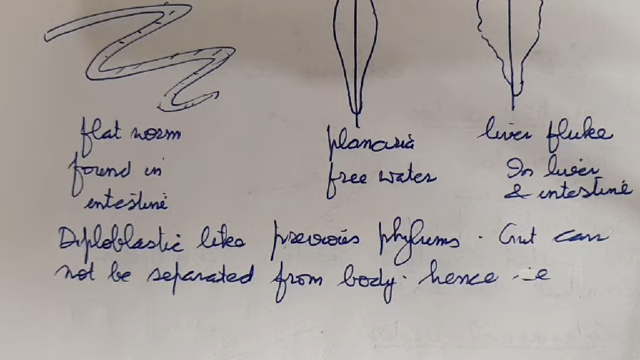 flat worm
found in
entestine
planaria
free water
liver fluke
In liver
& intestine
Diploblastic like previous phylums. Gut can
not be separated from body. hence i.e